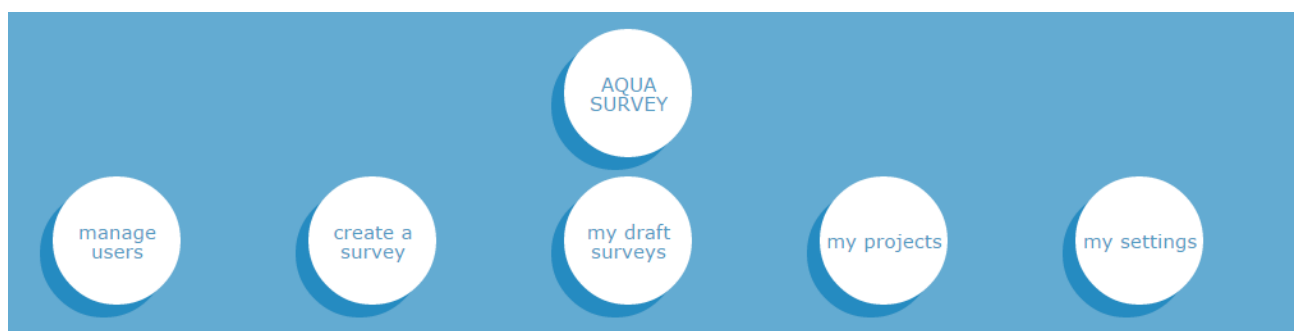 AQUA
SURVEY
manage
users
create a
survey
my draft
surveys
my projects
my settings